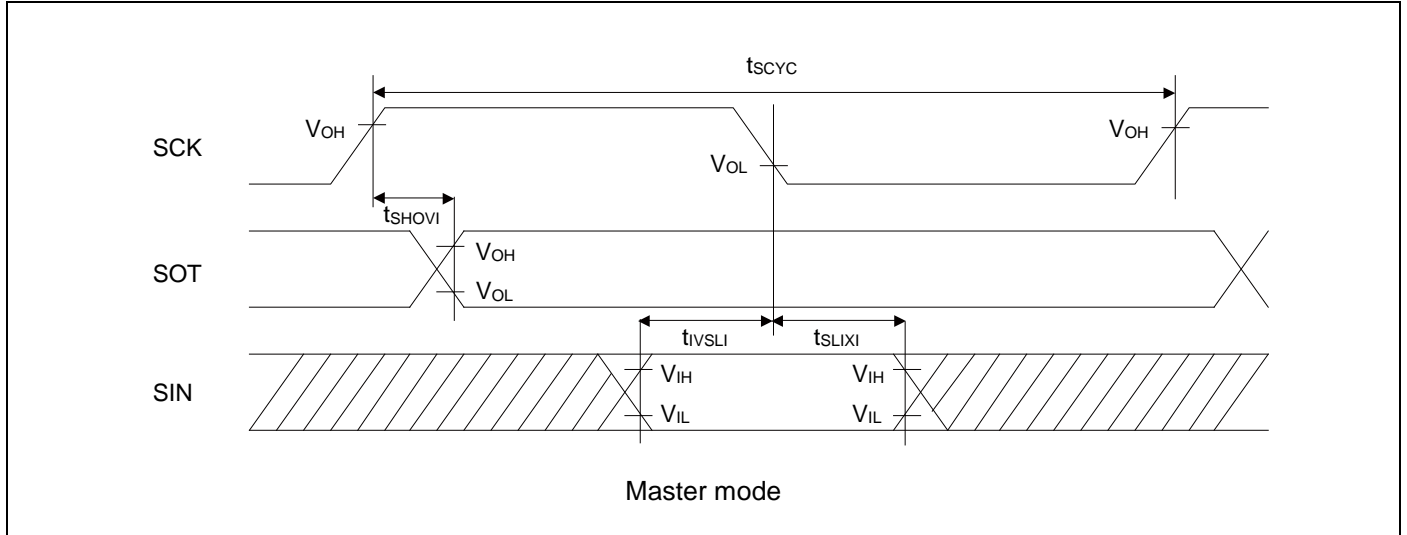 tSCYC
SCK
VOH
VOL
VOH
tSHOVI
SOT
VOH
VOL
tIVSLI
tSLIXI
SIN
VIH
VIH
VIL
VIL
Master mode